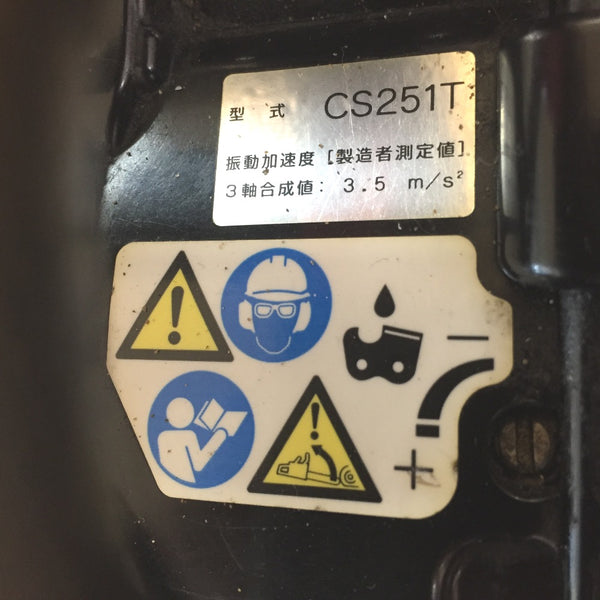 型式 CS251T
振動加速度 [製造者測定値]
3軸合成値: 3.5 m/s²